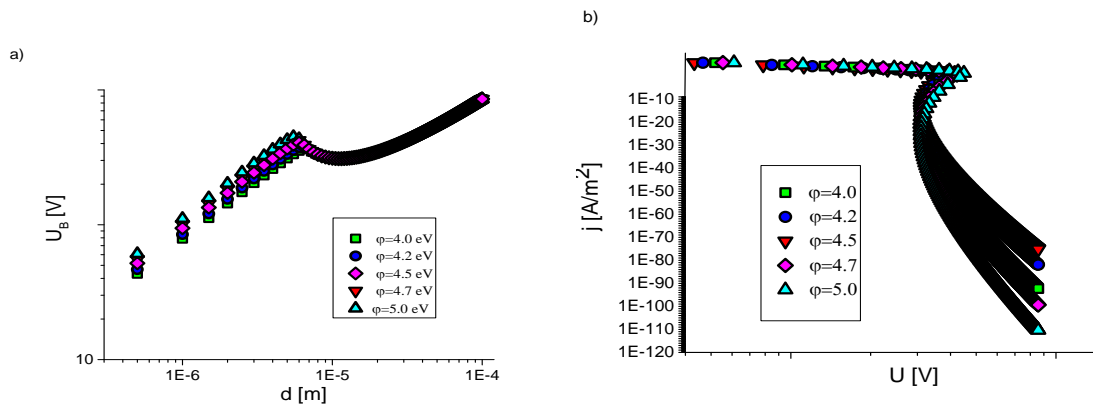 a)
U_B [V]
10
1E-6
1E-5
1E-4
d [m]
φ=4.0 eV
φ=4.2 eV
φ=4.5 eV
φ=4.7 eV
φ=5.0 eV
b)
j [A/m²]
1E-10
1E-20
1E-30
1E-40
1E-50
1E-60
1E-70
1E-80
1E-90
1E-100
1E-110
1E-120
U [V]
φ=4.0
φ=4.2
φ=4.5
φ=4.7
φ=5.0